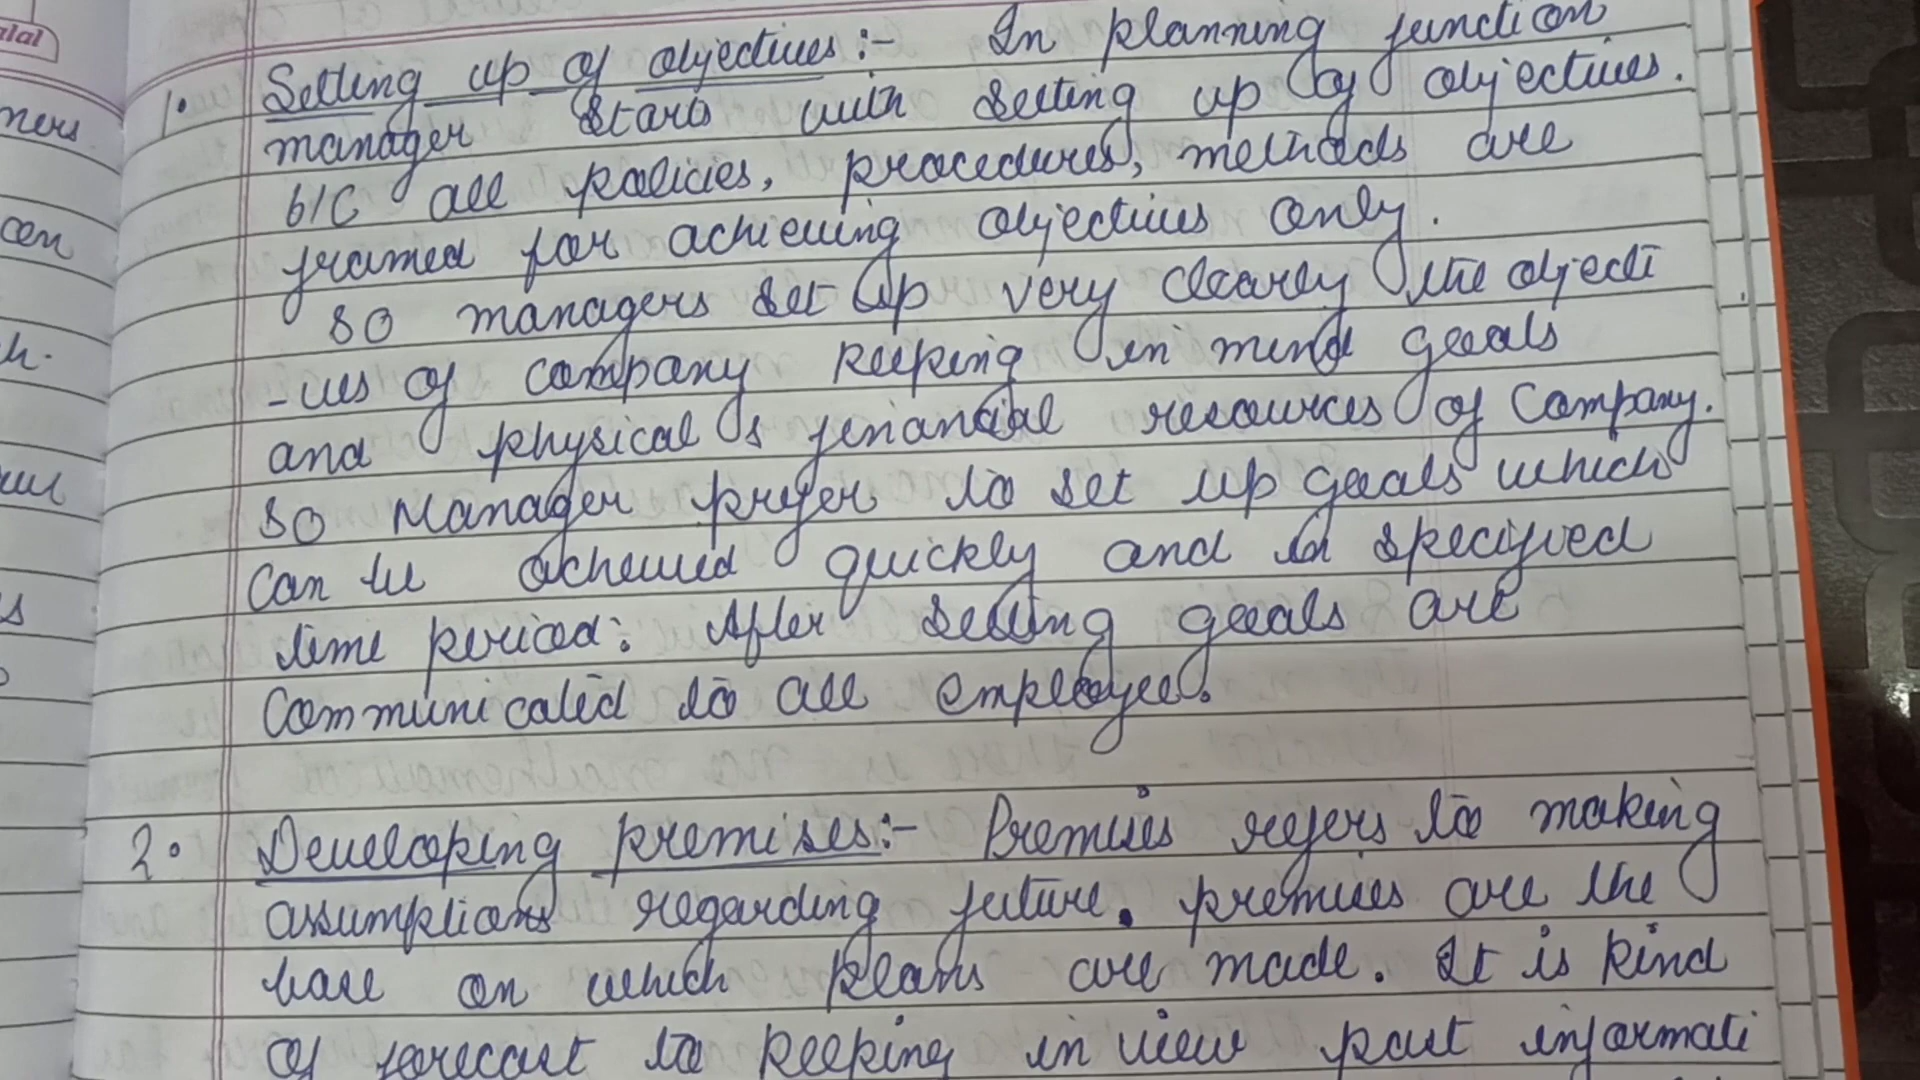 1. Setting up of objectives :- In planning function
manager starts with setting up of objectives.
b/c all policies, procedures, methods are
framed for achieving objectives only.
so managers set up very clearly the objecti
-ves of company keeping in mind goals
and physical & financial resources of Company.
so Manager prefer to set up goals which
can be achieved quickly and in specified
time period. After setting goals are
communicated to all employee.
2. Developing premises :- Premises refers to making
assumptions regarding future. premises are the
base on which plans are made. It is kind
of forecast to keeping in view past informati